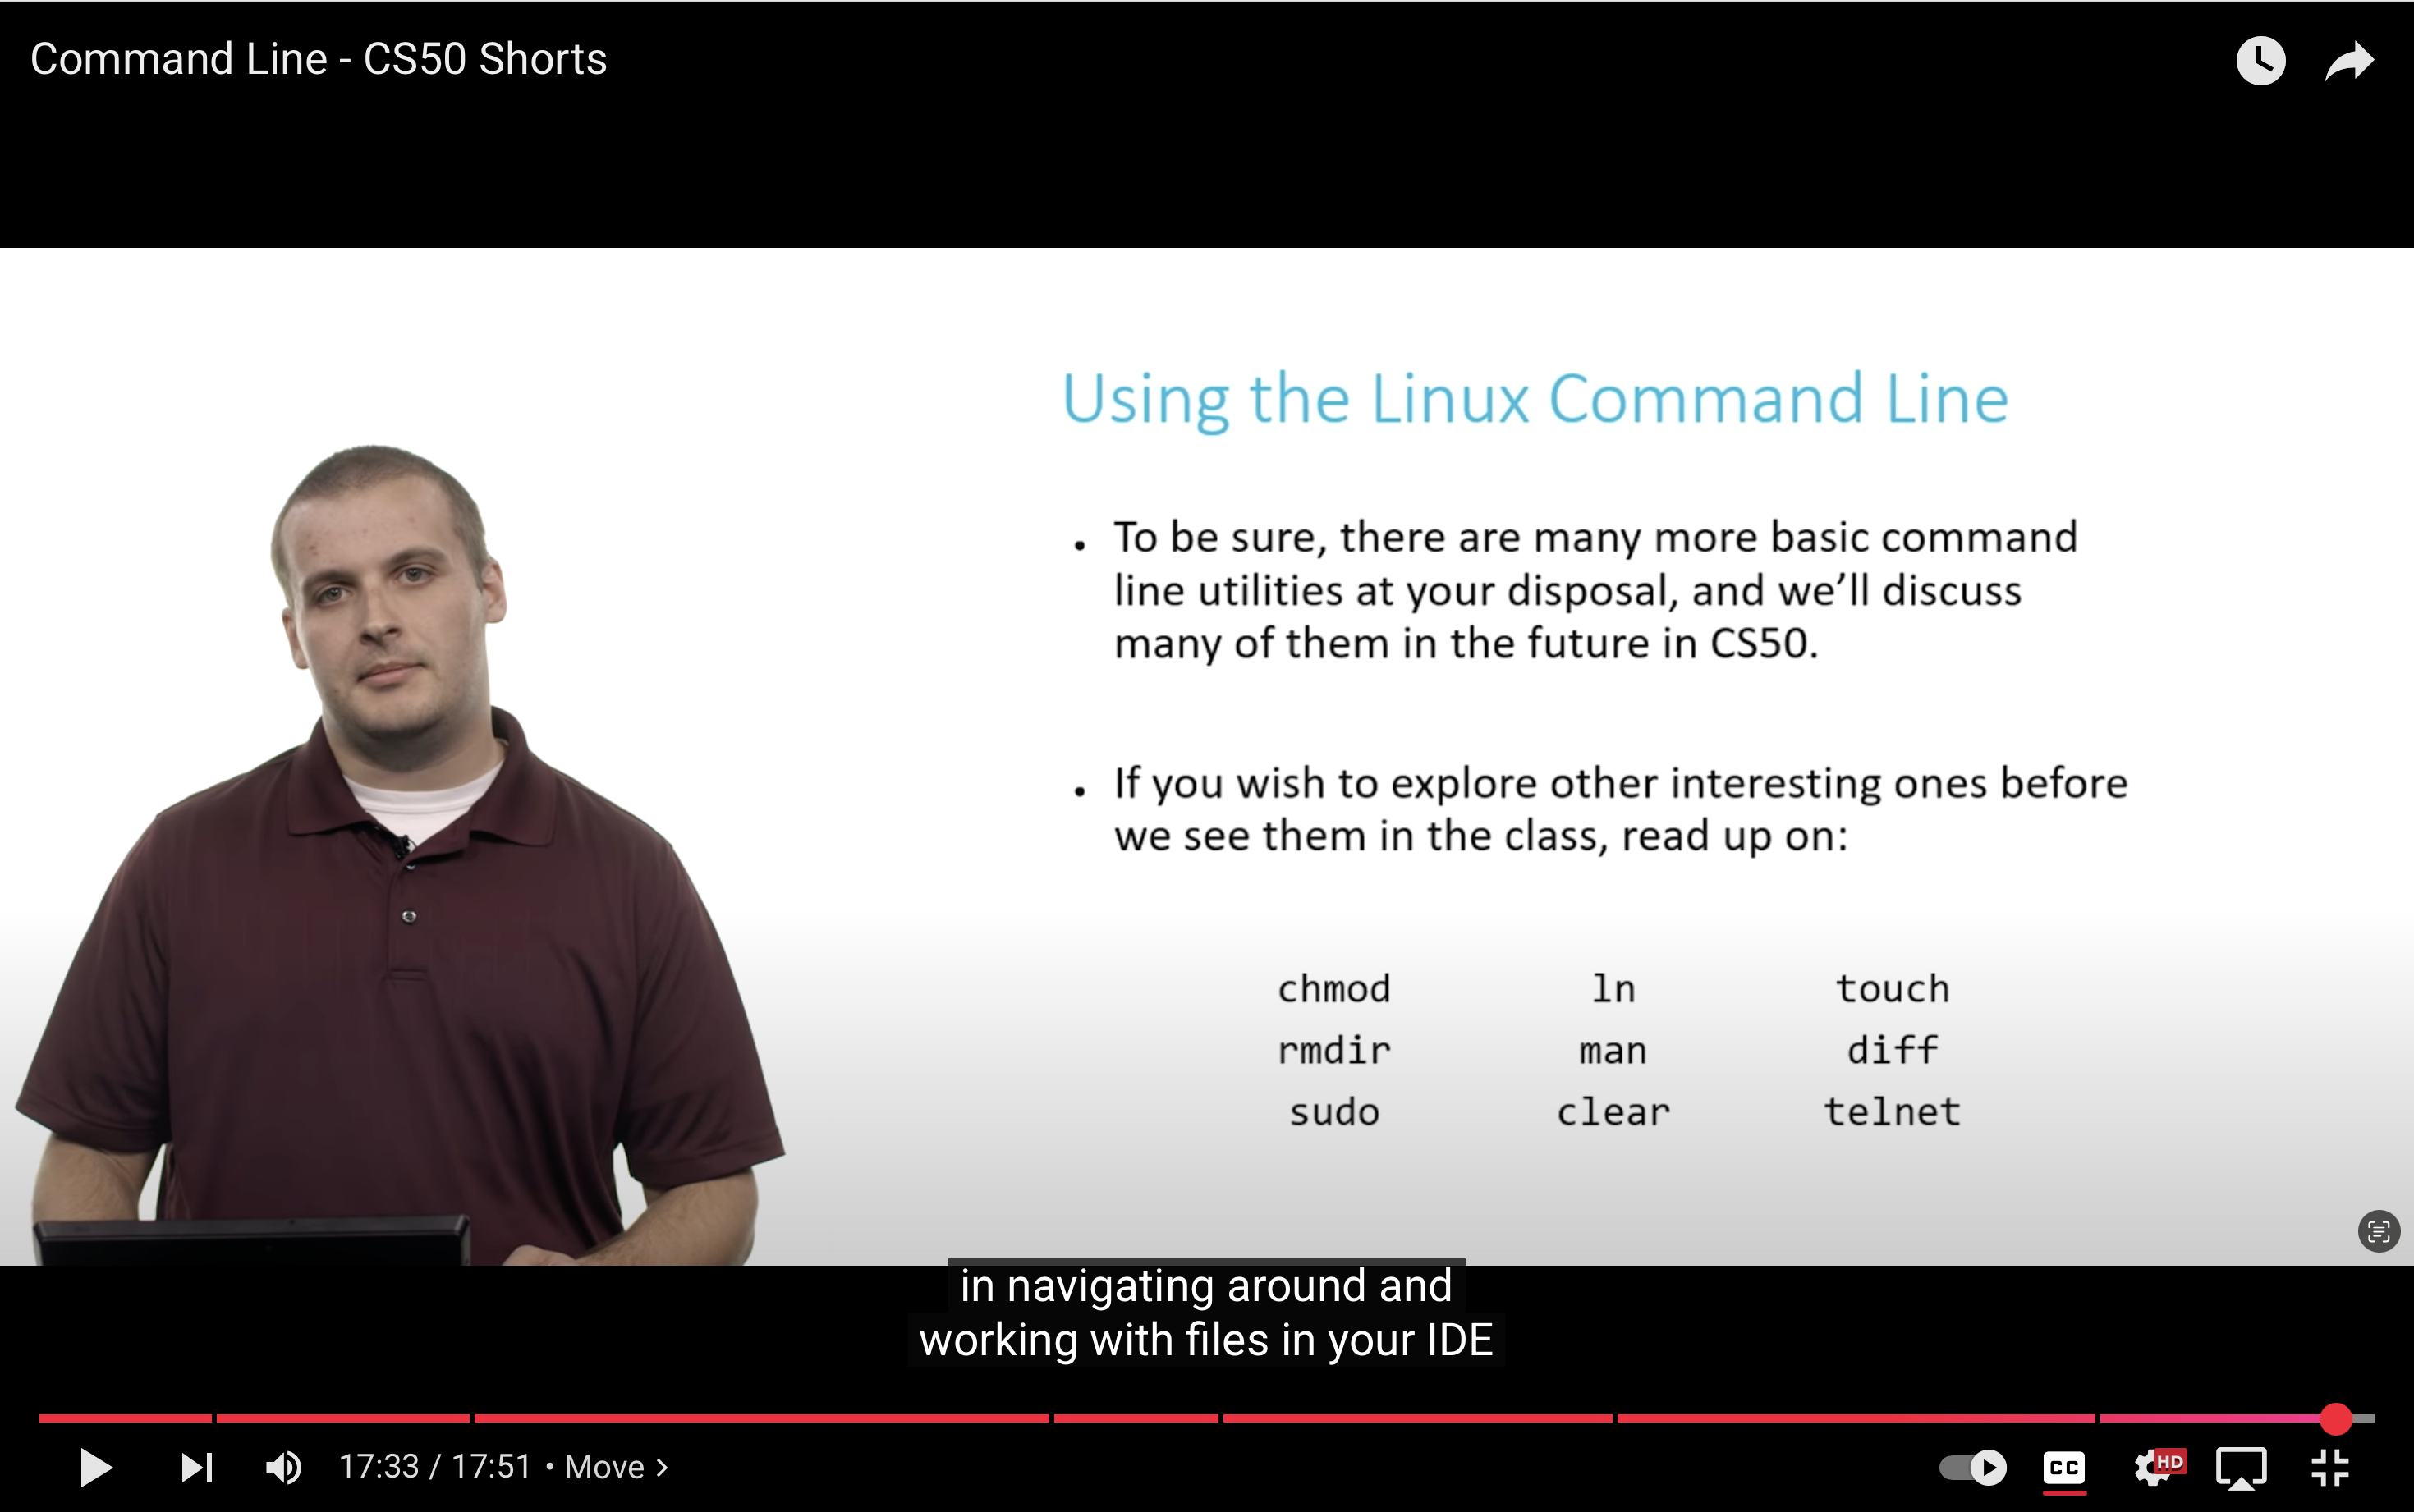 Command Line - CS50 Shorts
Using the Linux Command Line
• To be sure, there are many more basic command
line utilities at your disposal, and we’ll discuss
many of them in the future in CS50.
• If you wish to explore other interesting ones before
we see them in the class, read up on:
chmod ln touch
rmdir man diff
sudo clear telnet
in navigating around and
working with files in your IDE
17:33 / 17:51 • Move >
CC
HD